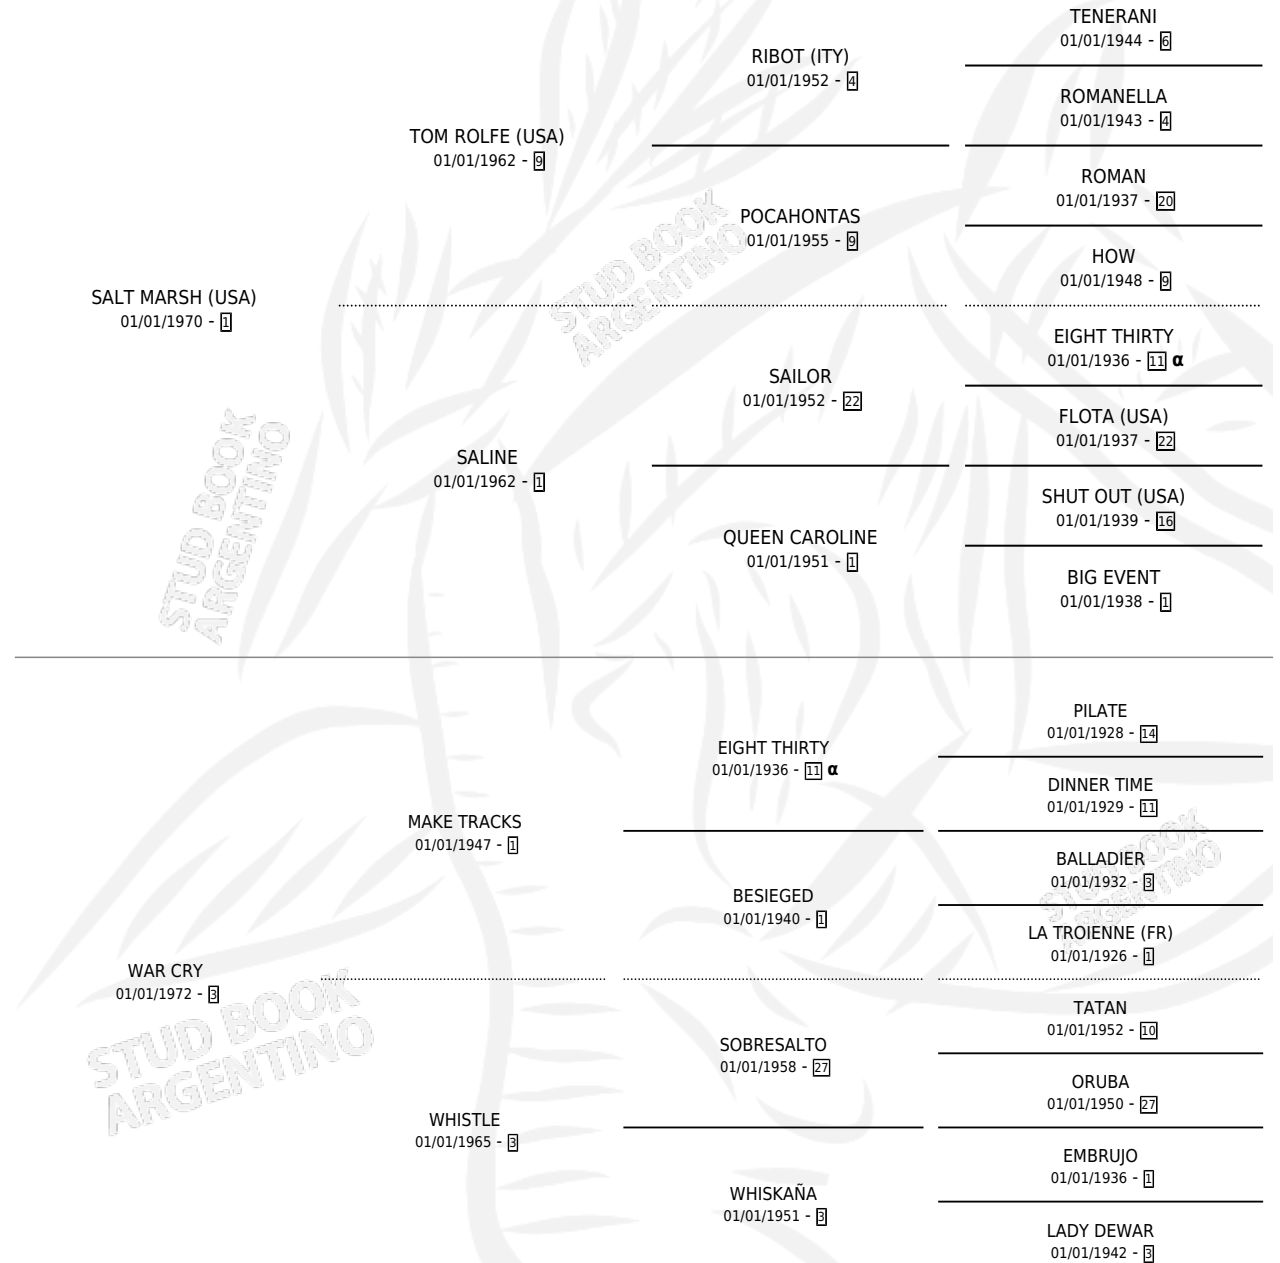 TENERANI
01/01/1944 - 6
RIBOT (ITY)
01/01/1952 - 4
ROMANELLA
01/01/1943 - 4
TOM ROLFE (USA)
01/01/1962 - 9
ROMAN
01/01/1937 - 20
POCAHONTAS
01/01/1955 - 9
HOW
01/01/1948 - 9
SALT MARSH (USA)
01/01/1970 - 1
EIGHT THIRTY
01/01/1936 - 11 α
SAILOR
01/01/1952 - 22
FLOTA (USA)
01/01/1937 - 22
SALINE
01/01/1962 - 1
SHUT OUT (USA)
01/01/1939 - 16
QUEEN CAROLINE
01/01/1951 - 1
BIG EVENT
01/01/1938 - 1
PILATE
01/01/1928 - 14
EIGHT THIRTY
01/01/1936 - 11 α
DINNER TIME
01/01/1929 - 11
MAKE TRACKS
01/01/1947 - 1
BALLADIER
01/01/1932 - 3
BESIEGED
01/01/1940 - 1
LA TROIENNE (FR)
01/01/1926 - 1
WAR CRY
01/01/1972 - 3
TATAN
01/01/1952 - 10
SOBRESALTO
01/01/1958 - 27
ORUBA
01/01/1950 - 27
WHISTLE
01/01/1965 - 3
EMBRUJO
01/01/1936 - 1
WHISKAÑA
01/01/1951 - 3
LADY DEWAR
01/01/1942 - 3
STUD BOOK
ARGENTINO
STUD BOOK
ARGENTINO
STUD BOOK
ARGENTINO
STUD BOOK
ARGENTINO